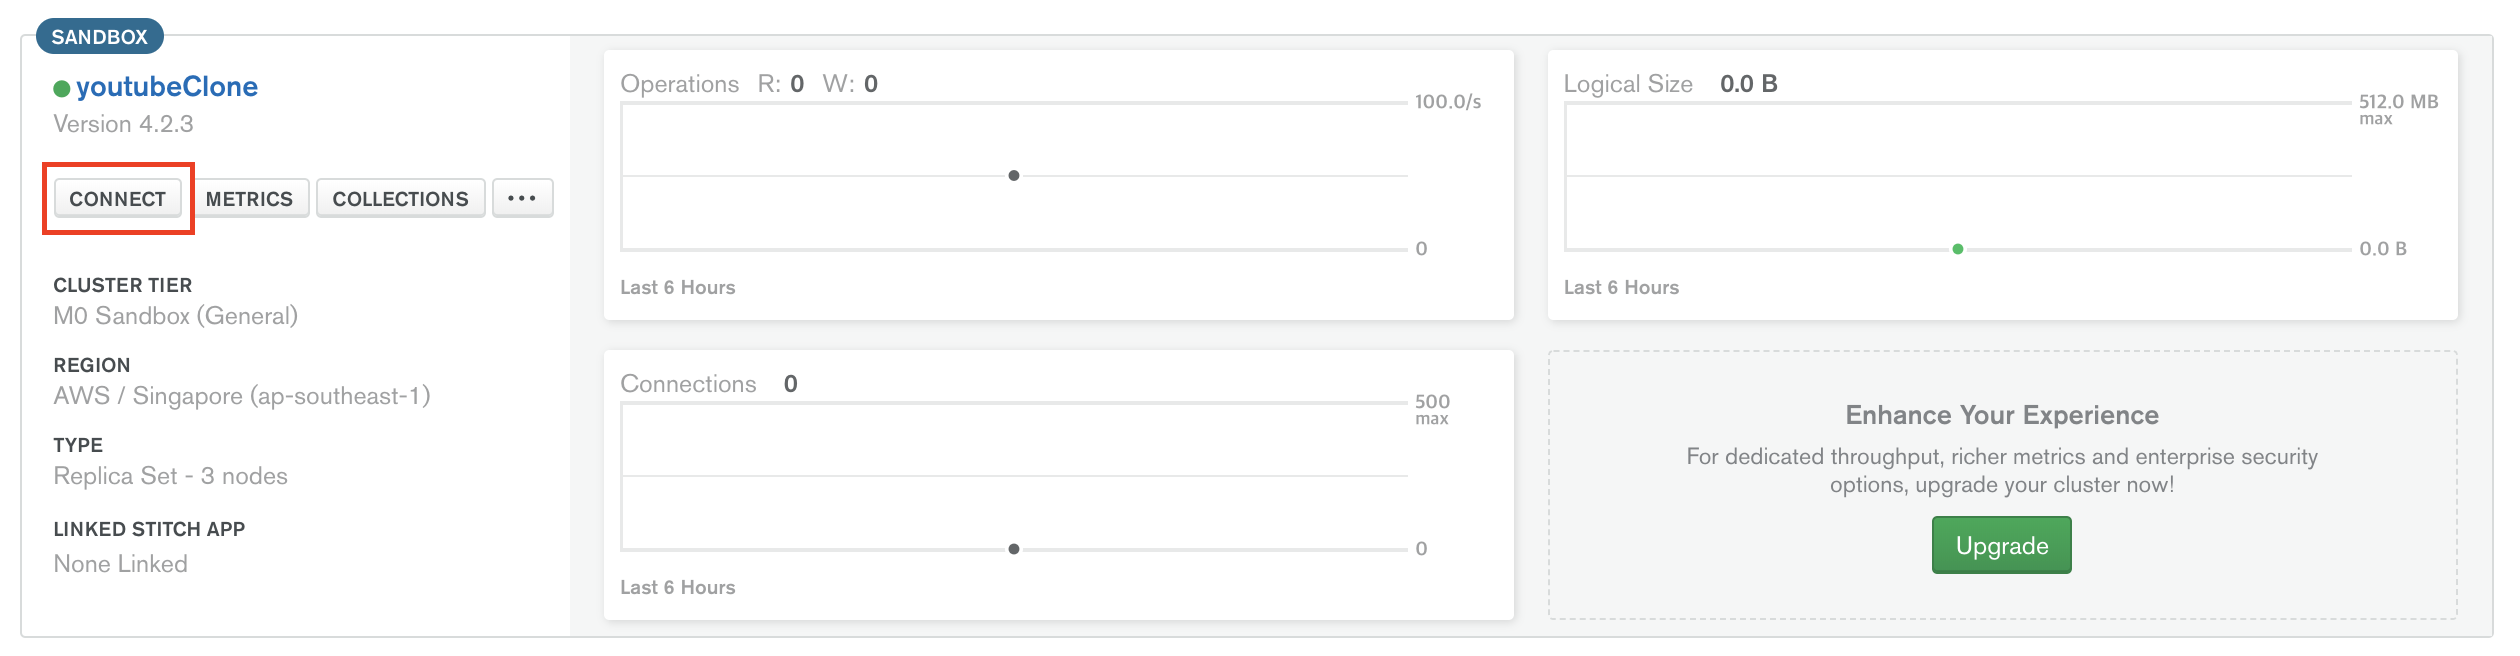 SANDBOX
youtubeClone
Version 4.2.3
CONNECT METRICS COLLECTIONS ...
CLUSTER TIER
M0 Sandbox (General)
REGION
AWS / Singapore (ap-southeast-1)
TYPE
Replica Set - 3 nodes
LINKED STITCH APP
None Linked
Operations R: 0 W: 0
100.0/s
0
Last 6 Hours
Logical Size 0.0 B
512.0 MB
max
0.0 B
Last 6 Hours
Connections 0
500
max
0
Last 6 Hours
Enhance Your Experience
For dedicated throughput, richer metrics and enterprise security
options, upgrade your cluster now!
Upgrade